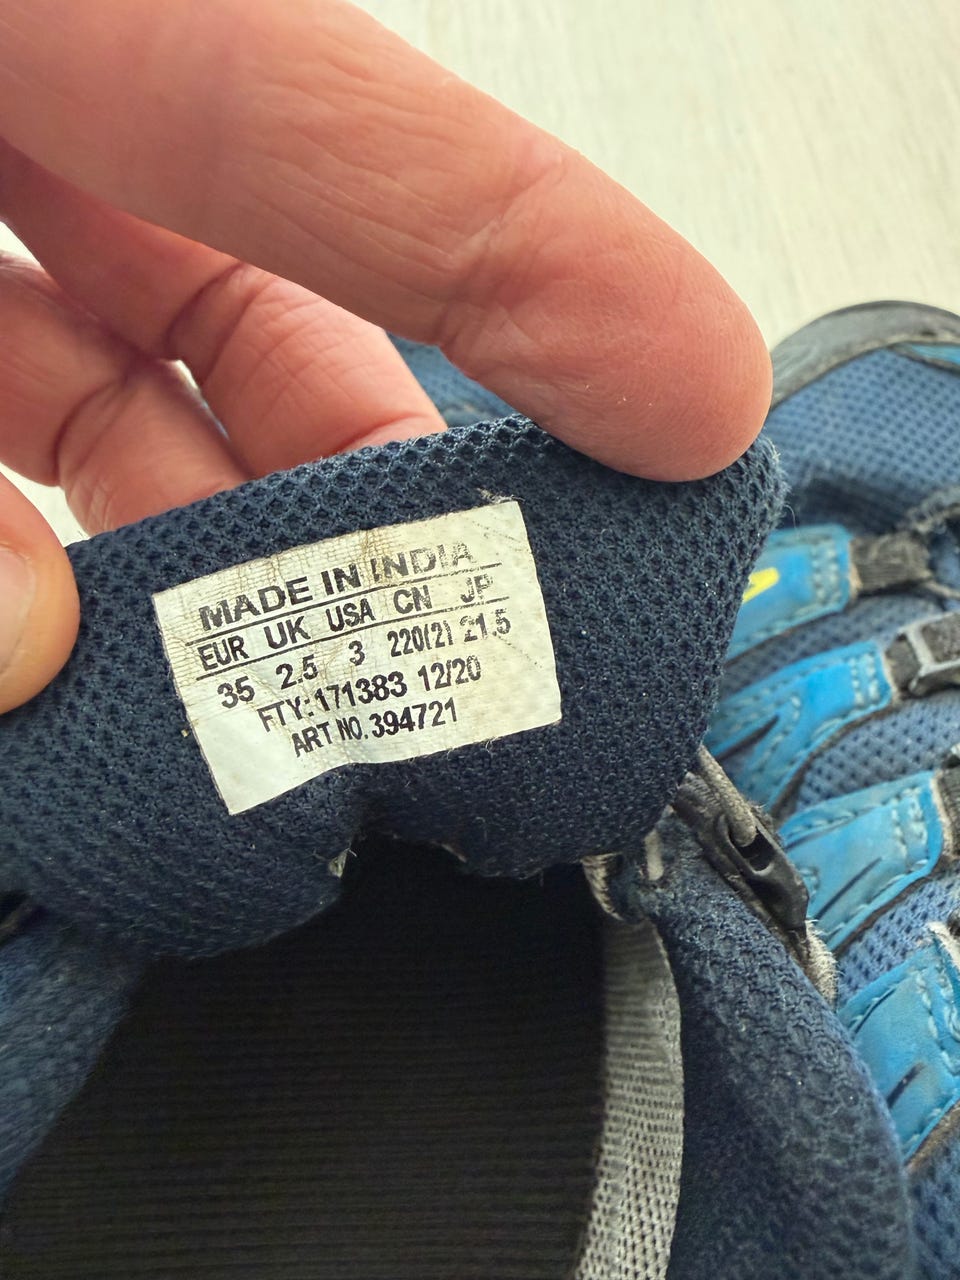 MADE IN INDIA
EUR UK USA CN JP
35 2.5 3 220(2) 21.5
FTY: 171383 12/20
ART NO. 394721